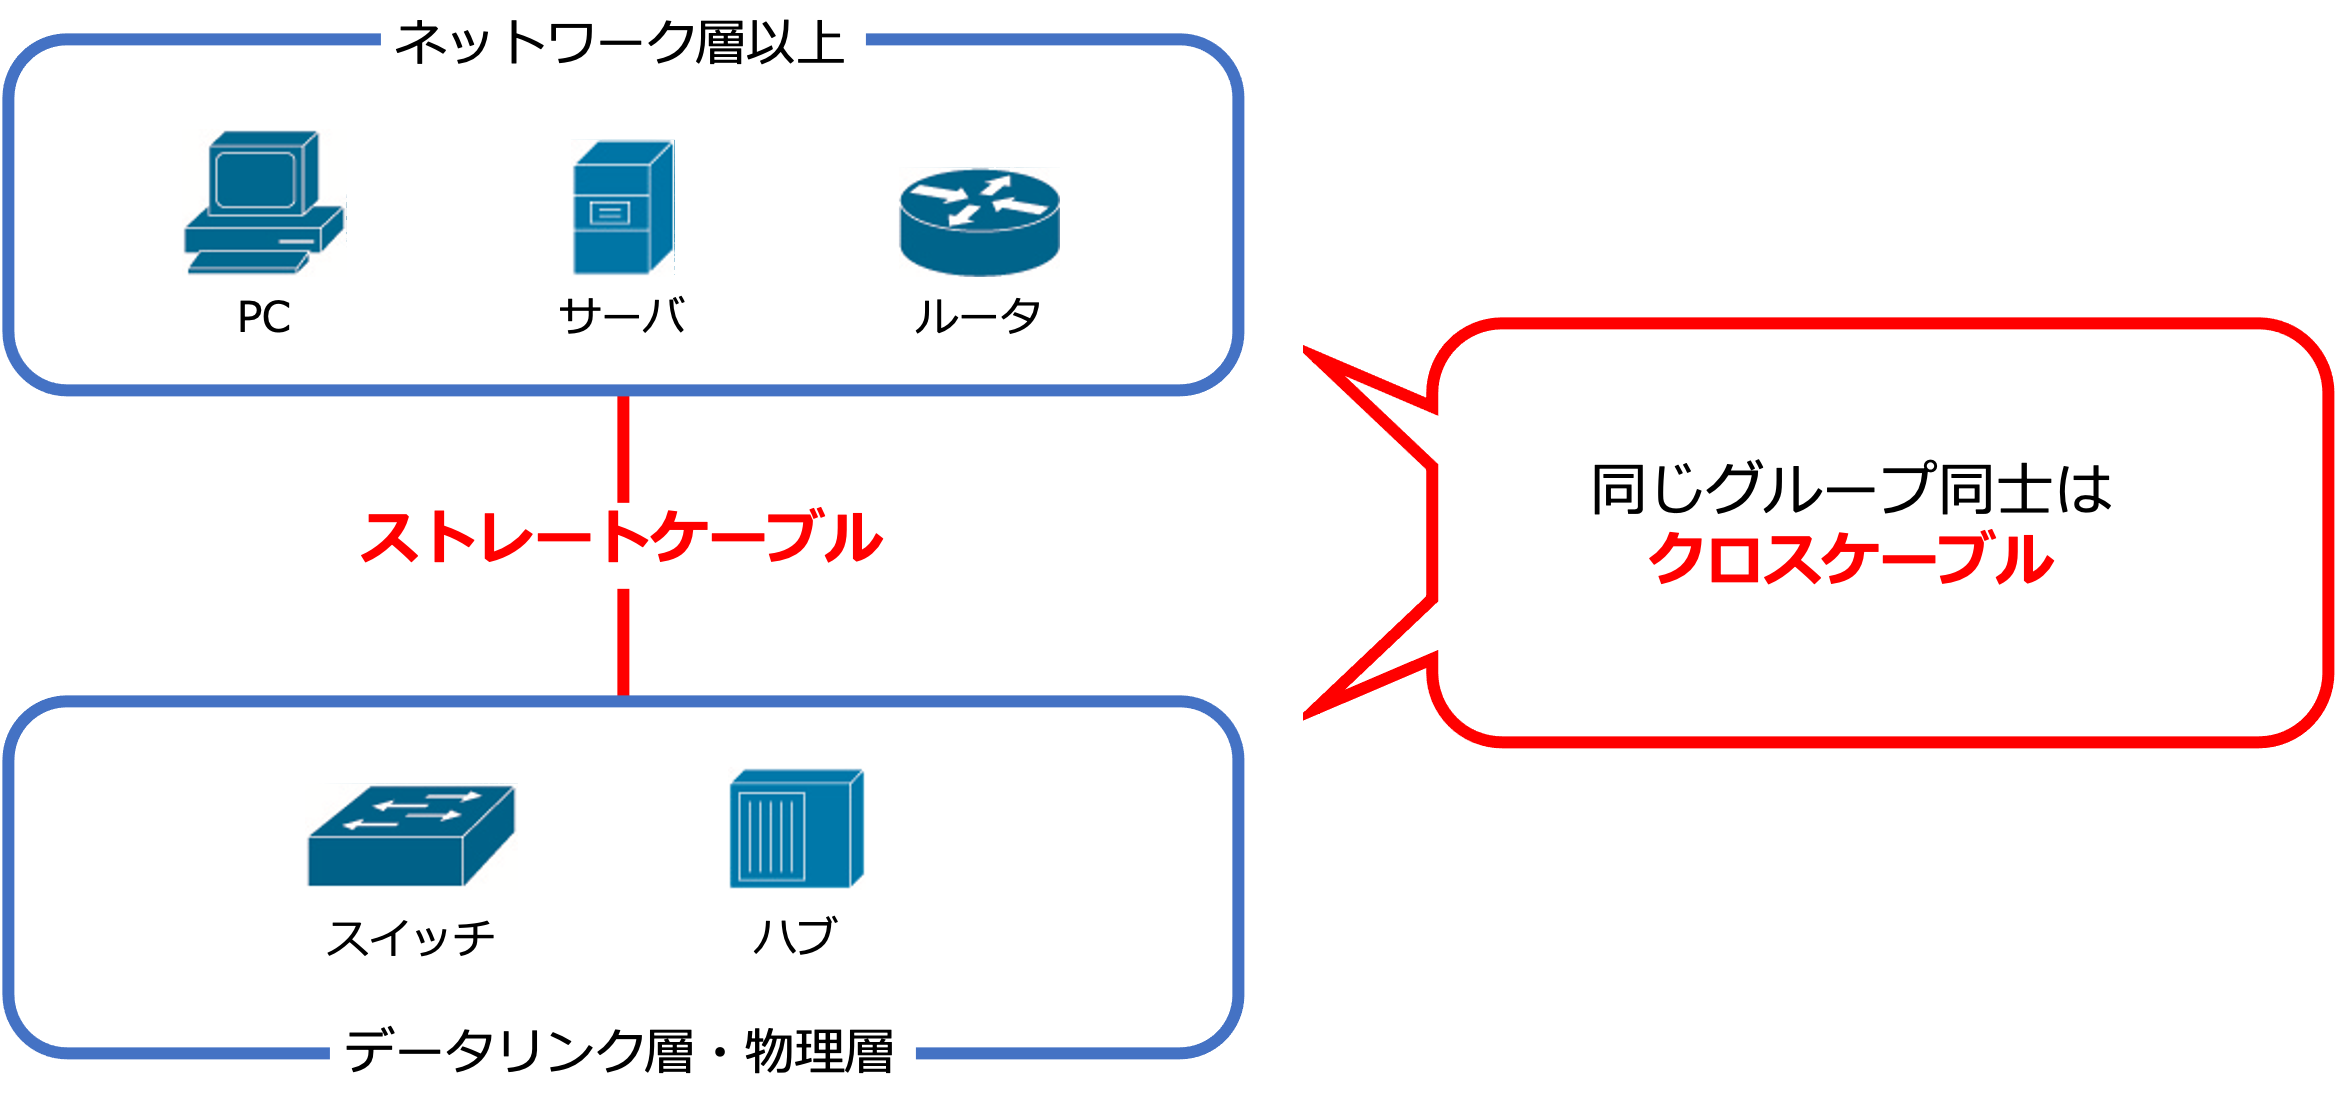 ネットワーク層以上
PC
サーバ
ルータ
ストレートケーブル
同じグループ同士は
クロスケーブル
スイッチ
ハブ
データリンク層・物理層